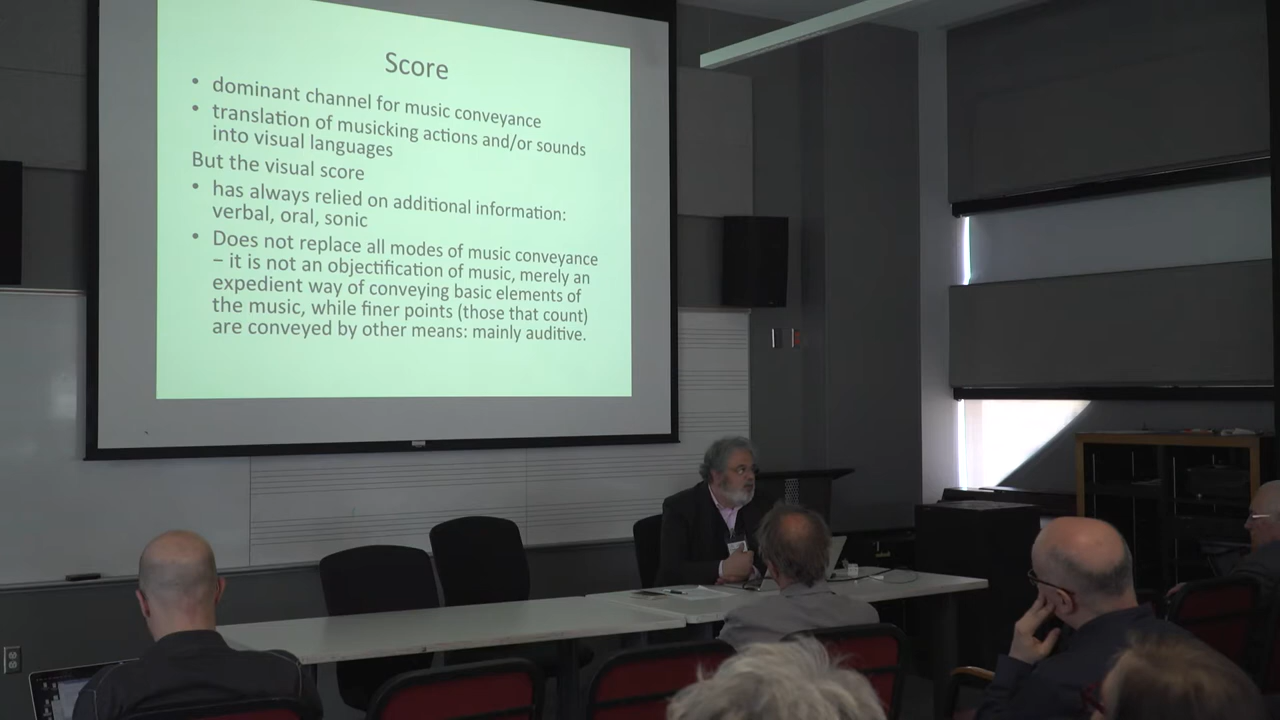 Score
• dominant channel for music conveyance
• translation of musicking actions and/or sounds
into visual languages
But the visual score
• has always relied on additional information:
verbal, oral, sonic
• Does not replace all modes of music conveyance
– it is not an objectification of music, merely an
expedient way of conveying basic elements of
the music, while finer points (those that count)
are conveyed by other means: mainly auditive.